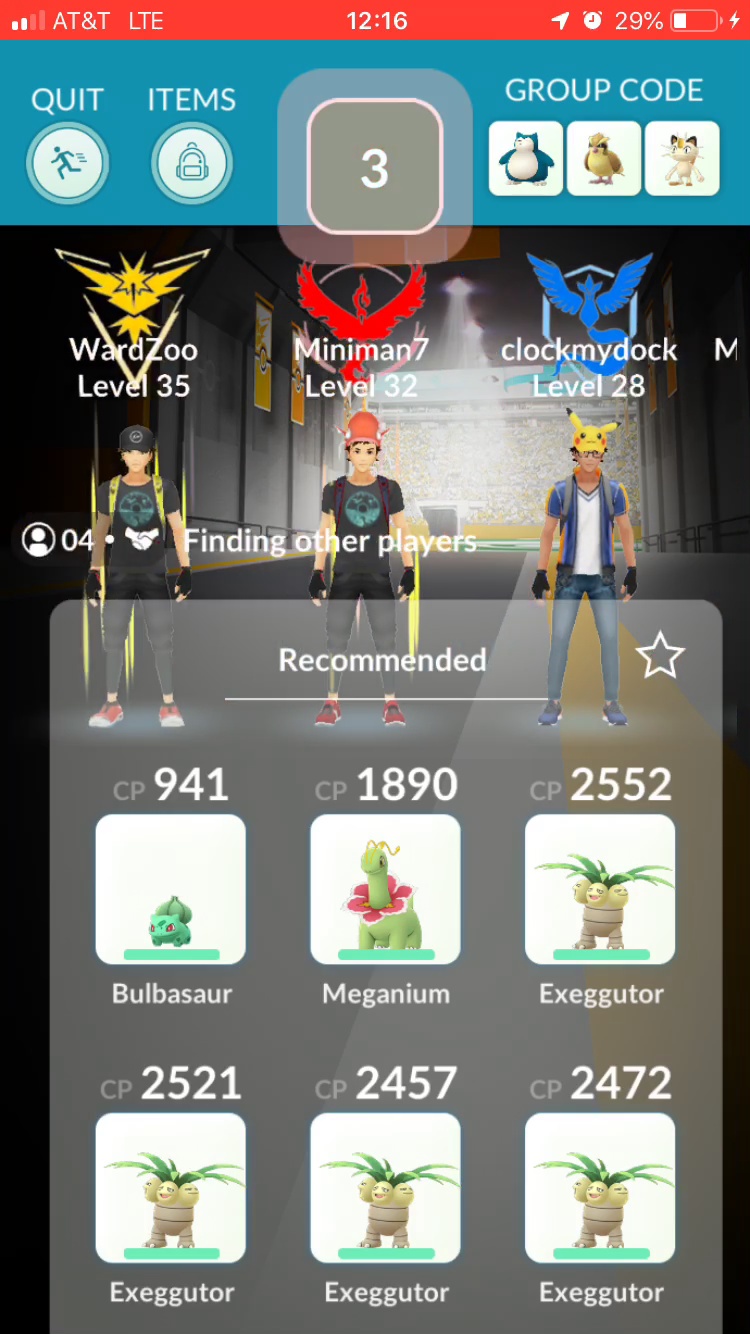 AT&T LTE 12:16 29%
QUIT ITEMS GROUP CODE
3
WardZoo Miniman7 clockmydock M
Level 35 Level 32 Level 28
04 • Finding other players
Recommended
CP 941 CP 1890 CP 2552
Bulbasaur Meganium Exeggutor
CP 2521 CP 2457 CP 2472
Exeggutor Exeggutor Exeggutor